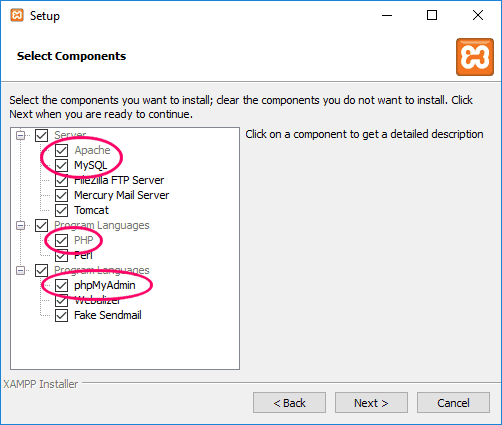 Setup
Select Components
Select the components you want to install; clear the components you do not want to install. Click
Next when you are ready to continue.
Server
Apache
MySQL
FileZilla FTP Server
Mercury Mail Server
Tomcat
Program Languages
PHP
Perl
Program Languages
phpMyAdmin
Webalizer
Fake Sendmail
Click on a component to get a detailed description
XAMPP Installer
< Back
Next >
Cancel